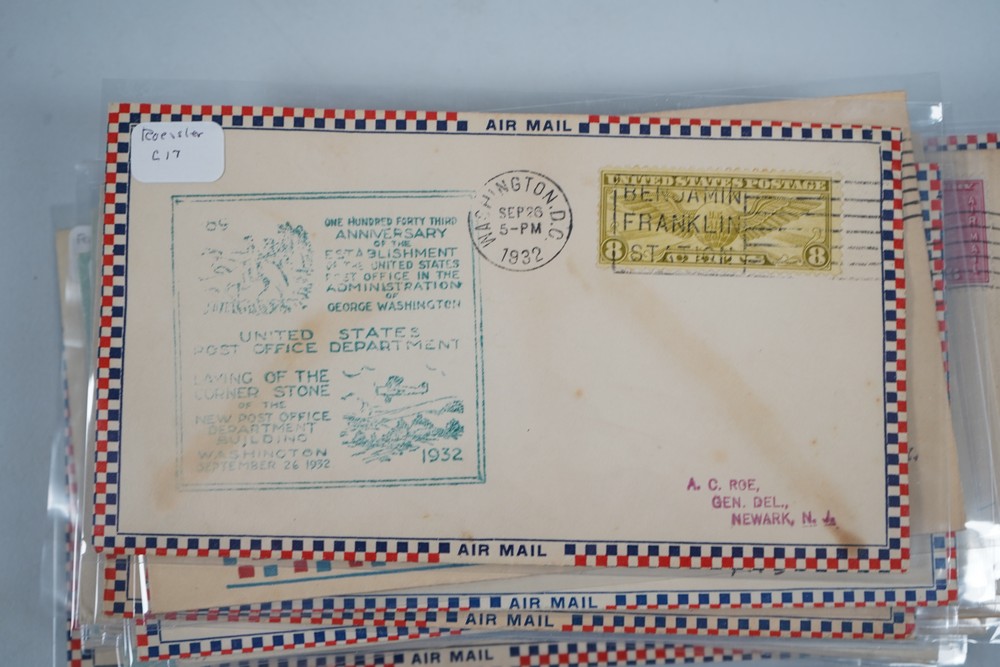 AIR MAIL
Roessler
C17
ONE HUNDRED FORTY THIRD
ANNIVERSARY
OF THE
ESTABLISHMENT
OF THE UNITED STATES
POST OFFICE IN THE
ADMINISTRATION
OF
GEORGE WASHINGTON
UNITED STATES
POST OFFICE DEPARTMENT
LAYING OF THE
CORNER STONE
OF THE
NEW POST OFFICE
DEPARTMENT
BUILDING
WASHINGTON
SEPTEMBER 26 1932
1932
WASHINGTON, D.C.
SEP 26
5-PM
1932
UNITED STATES POSTAGE
BENJAMIN
FRANKLIN
8 8
A. C. ROE,
GEN. DEL.,
NEWARK, N. J.
AIR MAIL
AIR MAIL
AIR MAIL
AIR MAIL
AIRMAIL